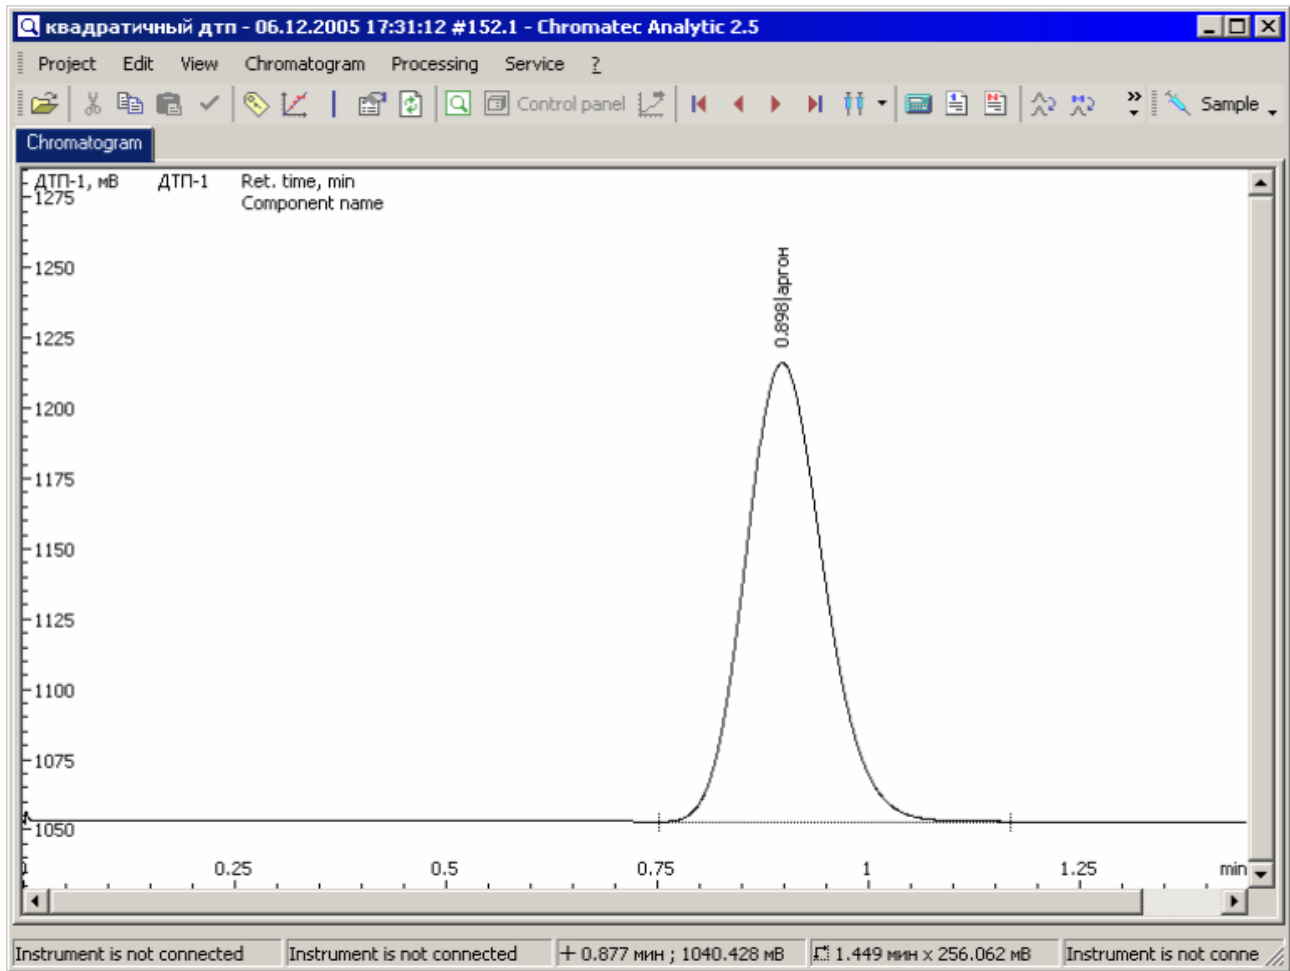 квадратичный дтп - 06.12.2005 17:31:12 #152.1 - Chromatec Analytic 2.5
Project Edit View Chromatogram Processing Service ?
Control panel Sample
Chromatogram
ДТП-1, мВ ДТП-1 Ret. time, min
Component name
1275
1250
0.898|аргон
1225
1200
1175
1150
1125
1100
1075
1050
0.25 0.5 0.75 1 1.25 min
Instrument is not connected Instrument is not connected 0.877 мин ; 1040.428 мВ 1.449 мин x 256.062 мВ Instrument is not conne